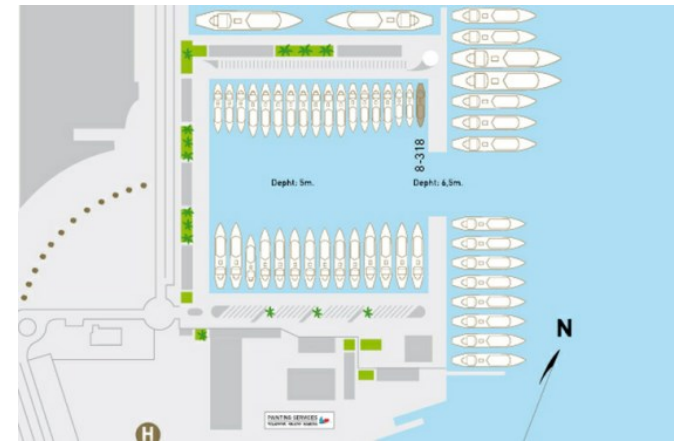 8-318
Depht: 5m.
Depht: 6,5m.
N
PAINTING SERVICES
H